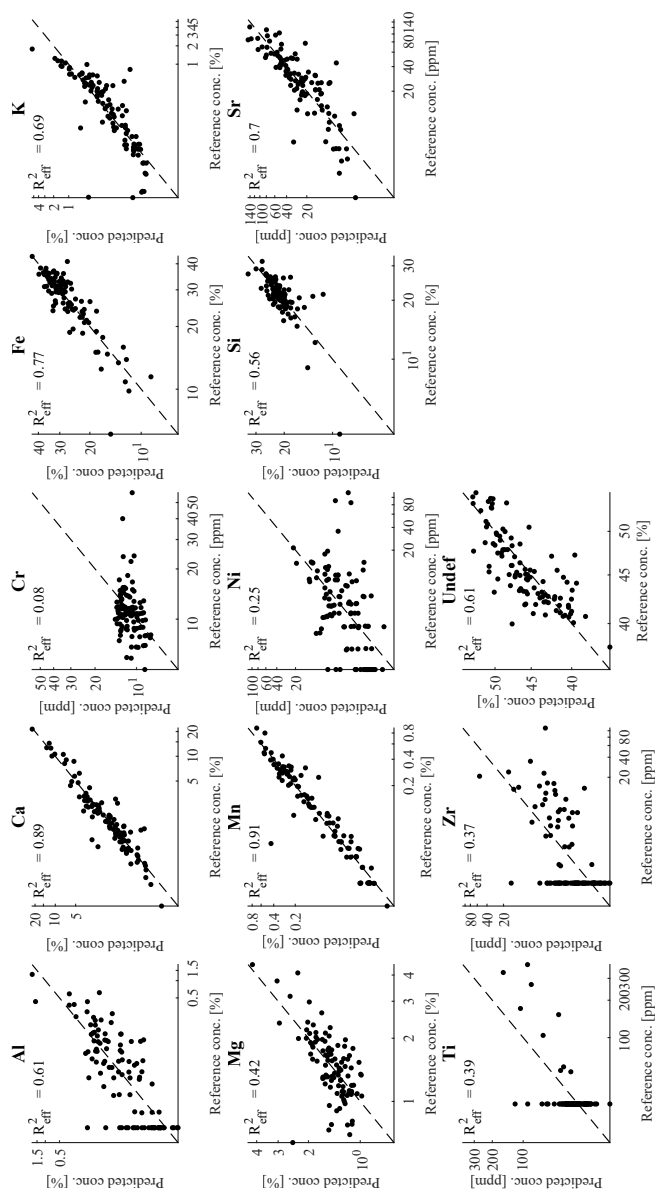 Al
R²eff = 0.61
1.5
0.5
Predicted conc. [%]
0.5 1.5
Reference conc. [%]
Ca
R²eff = 0.89
20
10
5
Predicted conc. [%]
5 10 20
Reference conc. [%]
Cr
R²eff = 0.08
50
40
30
20
10¹
Predicted conc. [ppm]
10 20 30 40 50
Reference conc. [ppm]
Fe
R²eff = 0.77
40
30
20
10¹
Predicted conc. [%]
10 20 30 40
Reference conc. [%]
K
R²eff = 0.69
4
2
1
Predicted conc. [%]
1 2 3 4 5
Reference conc. [%]
Mg
R²eff = 0.42
4
3
2
10⁰
Predicted conc. [%]
1 2 3 4
Reference conc. [%]
Mn
R²eff = 0.91
0.8
0.4
0.2
Predicted conc. [%]
0.2 0.4 0.8
Reference conc. [%]
Ni
R²eff = 0.25
100
80
60
40
20
Predicted conc. [ppm]
20 40 80
Reference conc. [ppm]
Si
R²eff = 0.56
30
20
10¹
Predicted conc. [%]
10¹ 20 30
Reference conc. [%]
Sr
R²eff = 0.7
140
100
80
60
40
20
Predicted conc. [ppm]
20 40 80 140
Reference conc. [ppm]
Ti
R²eff = 0.39
300
200
100
Predicted conc. [ppm]
100 200 300
Reference conc. [ppm]
Zr
R²eff = 0.37
80
40
20
Predicted conc. [ppm]
20 40 80
Reference conc. [ppm]
Undef
R²eff = 0.61
50
45
40
Predicted conc. [%]
40 45 50
Reference conc. [%]